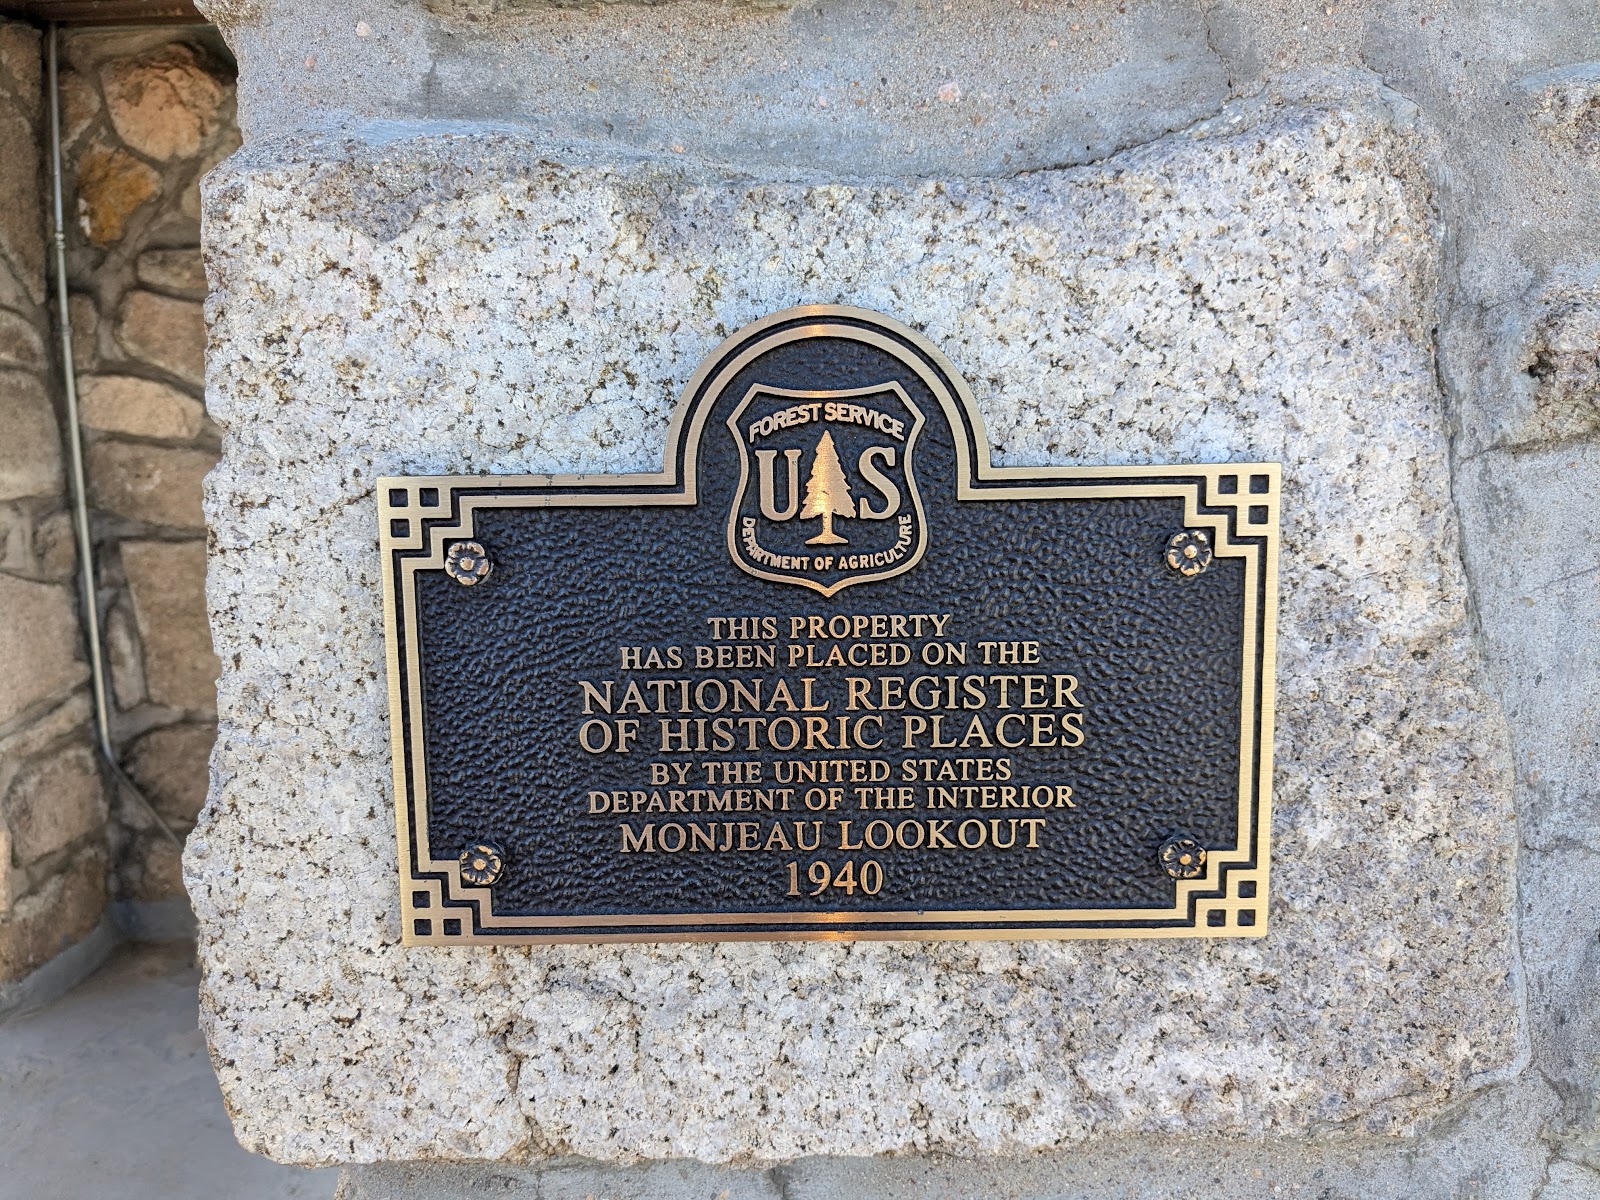 FOREST SERVICE
US
DEPARTMENT OF AGRICULTURE
THIS PROPERTY
HAS BEEN PLACED ON THE
NATIONAL REGISTER
OF HISTORIC PLACES
BY THE UNITED STATES
DEPARTMENT OF THE INTERIOR
MONJEAU LOOKOUT
1940